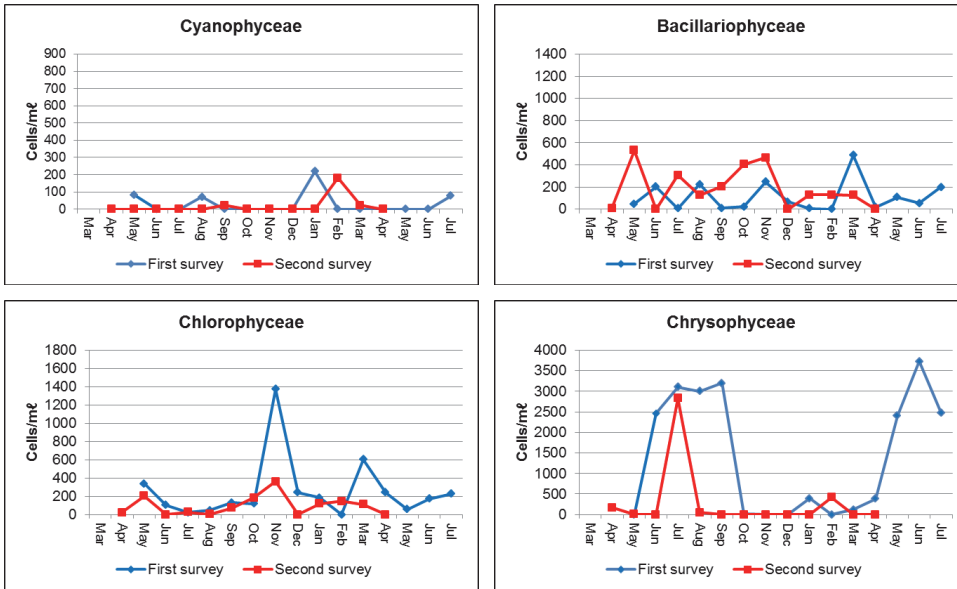 Cyanophyceae
Cells/mℓ
900
800
700
600
500
400
300
200
100
0
Mar Apr May Jun Jul Aug Sep Oct Nov Dec Jan Feb Mar Apr May Jun Jul
First survey Second survey
Bacillariophyceae
Cells/mℓ
1400
1200
1000
800
600
400
200
0
Mar Apr May Jun Jul Aug Sep Oct Nov Dec Jan Feb Mar Apr May Jun Jul
First survey Second survey
Chlorophyceae
Cells/mℓ
1800
1600
1400
1200
1000
800
600
400
200
0
Mar Apr May Jun Jul Aug Sep Oct Nov Dec Jan Feb Mar Apr May Jun Jul
First survey Second survey
Chrysophyceae
Cells/mℓ
4000
3500
3000
2500
2000
1500
1000
500
0
Mar Apr May Jun Jul Aug Sep Oct Nov Dec Jan Feb Mar Apr May Jun Jul
First survey Second survey